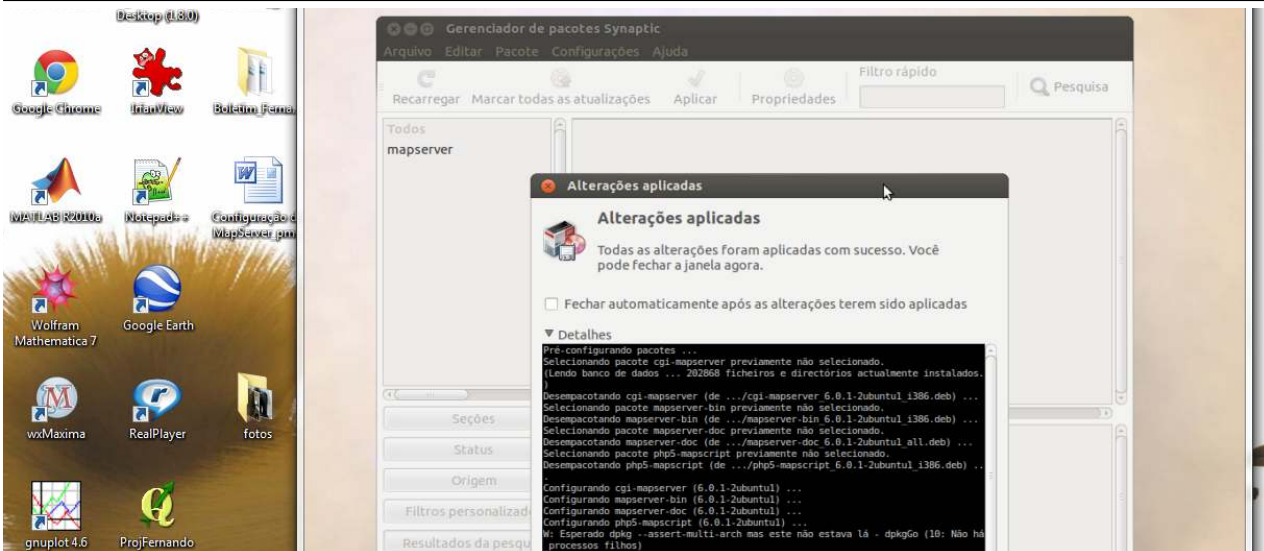 Desktop (1.8.0)
Google Chrome
IrfanView
Boletim_Ferna
MATLAB R2010a
Notepad++
Configuração d
MapServer_pm
Wolfram
Mathematica 7
Google Earth
wxMaxima
RealPlayer
fotos
gnuplot 4.6
ProjFernando
Gerenciador de pacotes Synaptic
Arquivo Editar Pacote Configurações Ajuda
Recarregar Marcar todas as atualizações Aplicar Propriedades
Filtro rápido
Pesquisa
Todos
mapserver
Seções
Status
Origem
Filtros personalizad
Resultados da pesqu
Alterações aplicadas
Alterações aplicadas
Todas as alterações foram aplicadas com sucesso. Você
pode fechar a janela agora.
Fechar automaticamente após as alterações terem sido aplicadas
Detalhes
Pré-configurando pacotes ...
Selecionando pacote cgi-mapserver previamente não selecionado.
(Lendo banco de dados ... 202868 ficheiros e directórios actualmente instalados.
)
Desempacotando cgi-mapserver (de .../cgi-mapserver_6.0.1-2ubuntu1_i386.deb) ...
Selecionando pacote mapserver-bin previamente não selecionado.
Desempacotando mapserver-bin (de .../mapserver-bin_6.0.1-2ubuntu1_i386.deb) ...
Selecionando pacote mapserver-doc previamente não selecionado.
Desempacotando mapserver-doc (de .../mapserver-doc_6.0.1-2ubuntu1_all.deb) ...
Selecionando pacote php5-mapscript previamente não selecionado.
Desempacotando php5-mapscript (de .../php5-mapscript_6.0.1-2ubuntu1_i386.deb) ..
.
Configurando cgi-mapserver (6.0.1-2ubuntu1) ...
Configurando mapserver-bin (6.0.1-2ubuntu1) ...
Configurando mapserver-doc (6.0.1-2ubuntu1) ...
Configurando php5-mapscript (6.0.1-2ubuntu1) ...
W: Esperado dpkg --assert-multi-arch mas este não estava lá - dpkgGo (10: Não há
processos filhos)